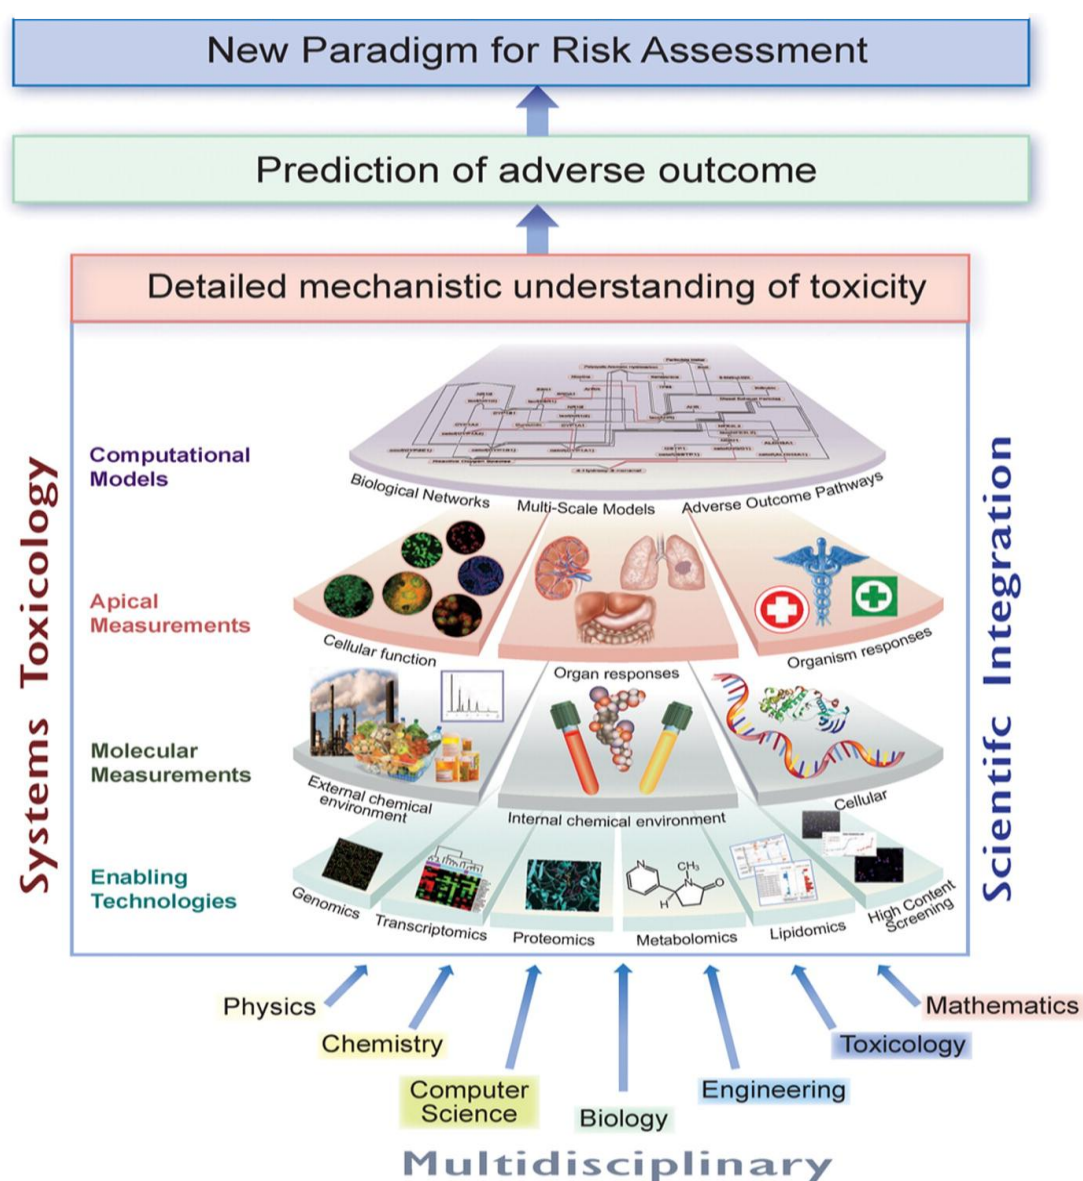 New Paradigm for Risk Assessment
Prediction of adverse outcome
Detailed mechanistic understanding of toxicity
Systems Toxicology
Scientifc Integration
Computational
Models
Biological Networks
Multi-Scale Models
Adverse Outcome Pathways
Apical
Measurements
Cellular function
Organ responses
Organism responses
Molecular
Measurements
External chemical
environment
Internal chemical environment
Cellular
Enabling
Technologies
N
CH₃
N
H
O
Genomics
Transcriptomics
Proteomics
Metabolomics
Lipidomics
High Content
Screening
Physics
Chemistry
Computer
Science
Biology
Engineering
Toxicology
Mathematics
Multidisciplinary